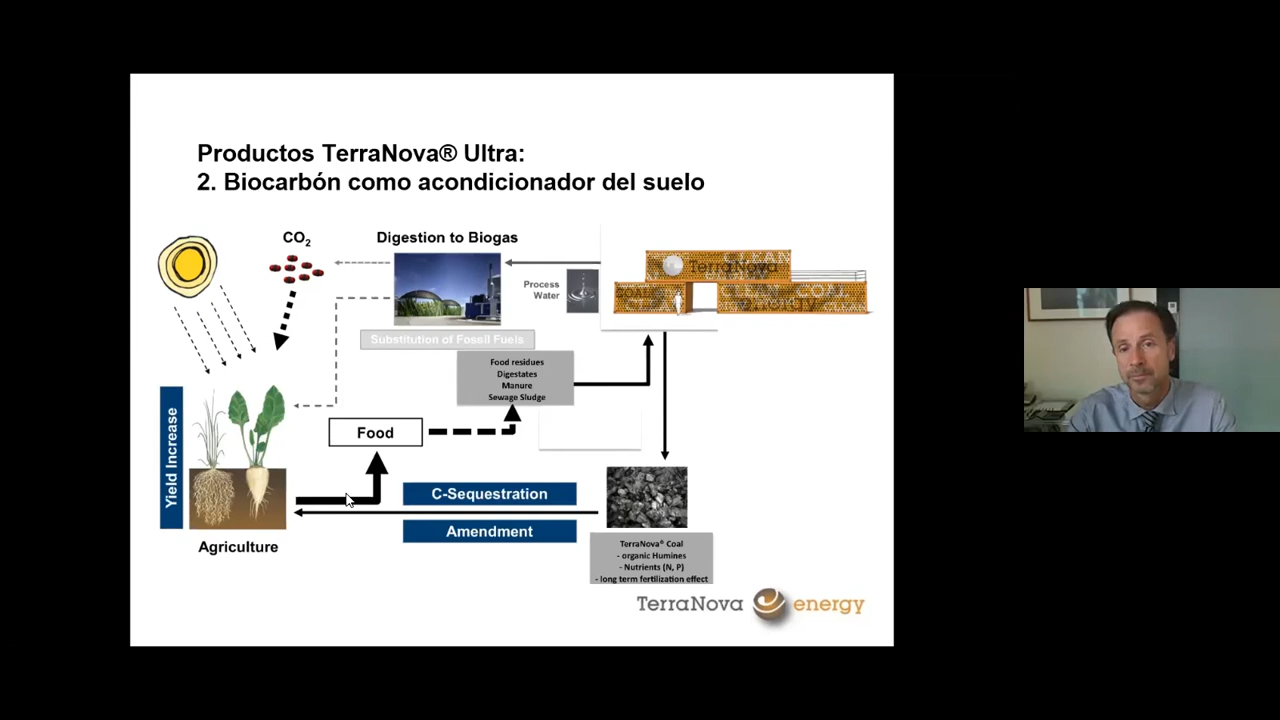 Productos TerraNova® Ultra:
2. Biocarbón como acondicionador del suelo
CO2
Digestion to Biogas
Process
Water
TerraNova
Substitution of Fossil Fuels
Food residues
Digestates
Manure
Sewage Sludge
Yield Increase
Food
C-Sequestration
Amendment
Agriculture
TerraNova® Coal
- organic Humines
- Nutrients (N, P)
- long term fertilization effect
TerraNova energy